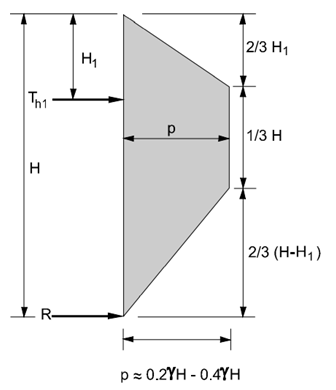 2/3 H₁
H₁
Tₕ₁
p
1/3 H
H
2/3 (H-H₁)
R
p ≈ 0.2γH - 0.4γH